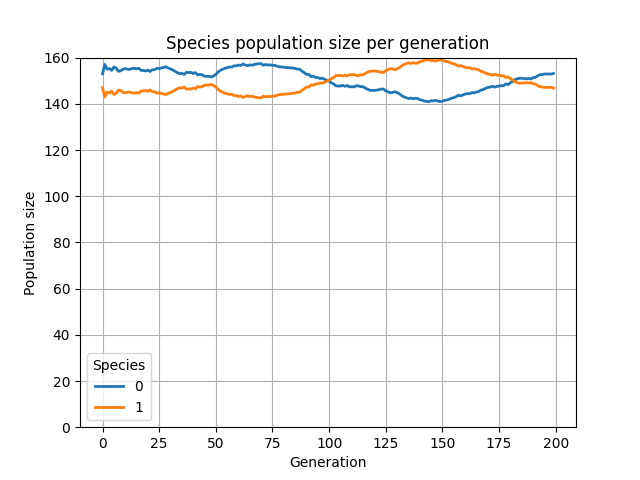 Species population size per generation
160
140
120
100
80
60
40
20
0
Population size
Species
0
1
0 25 50 75 100 125 150 175 200
Generation